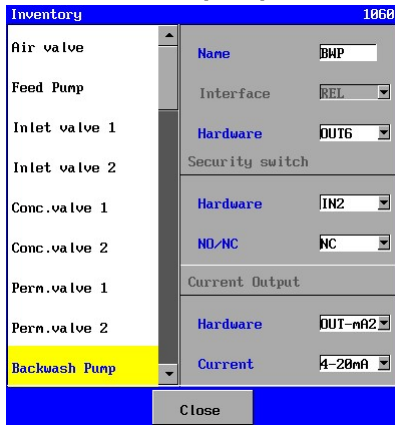 Inventory 1060
Air valve
Feed Pump
Inlet valve 1
Inlet valve 2
Conc.valve 1
Conc.valve 2
Perm.valve 1
Perm.valve 2
Backwash Pump
Name BWP
Interface REL
Hardware OUT6
Security switch
Hardware IN2
NO/NC NC
Current Output
Hardware OUT-mA2
Current 4-20mA
Close